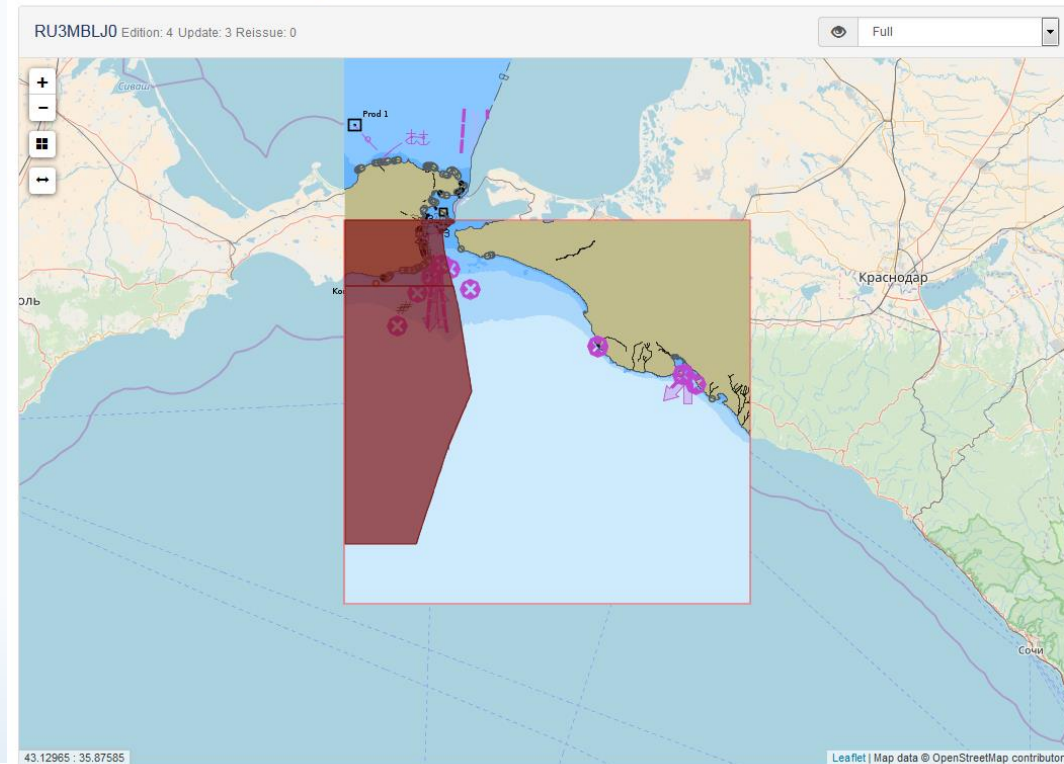 RU3MBLJ0 Edition: 4 Update: 3 Reissue: 0
Full
+
−
Сиваш
Prod 1
Краснодар
оль
Сочи
43.12965 : 35.87585
Leaflet | Map data © OpenStreetMap contributor